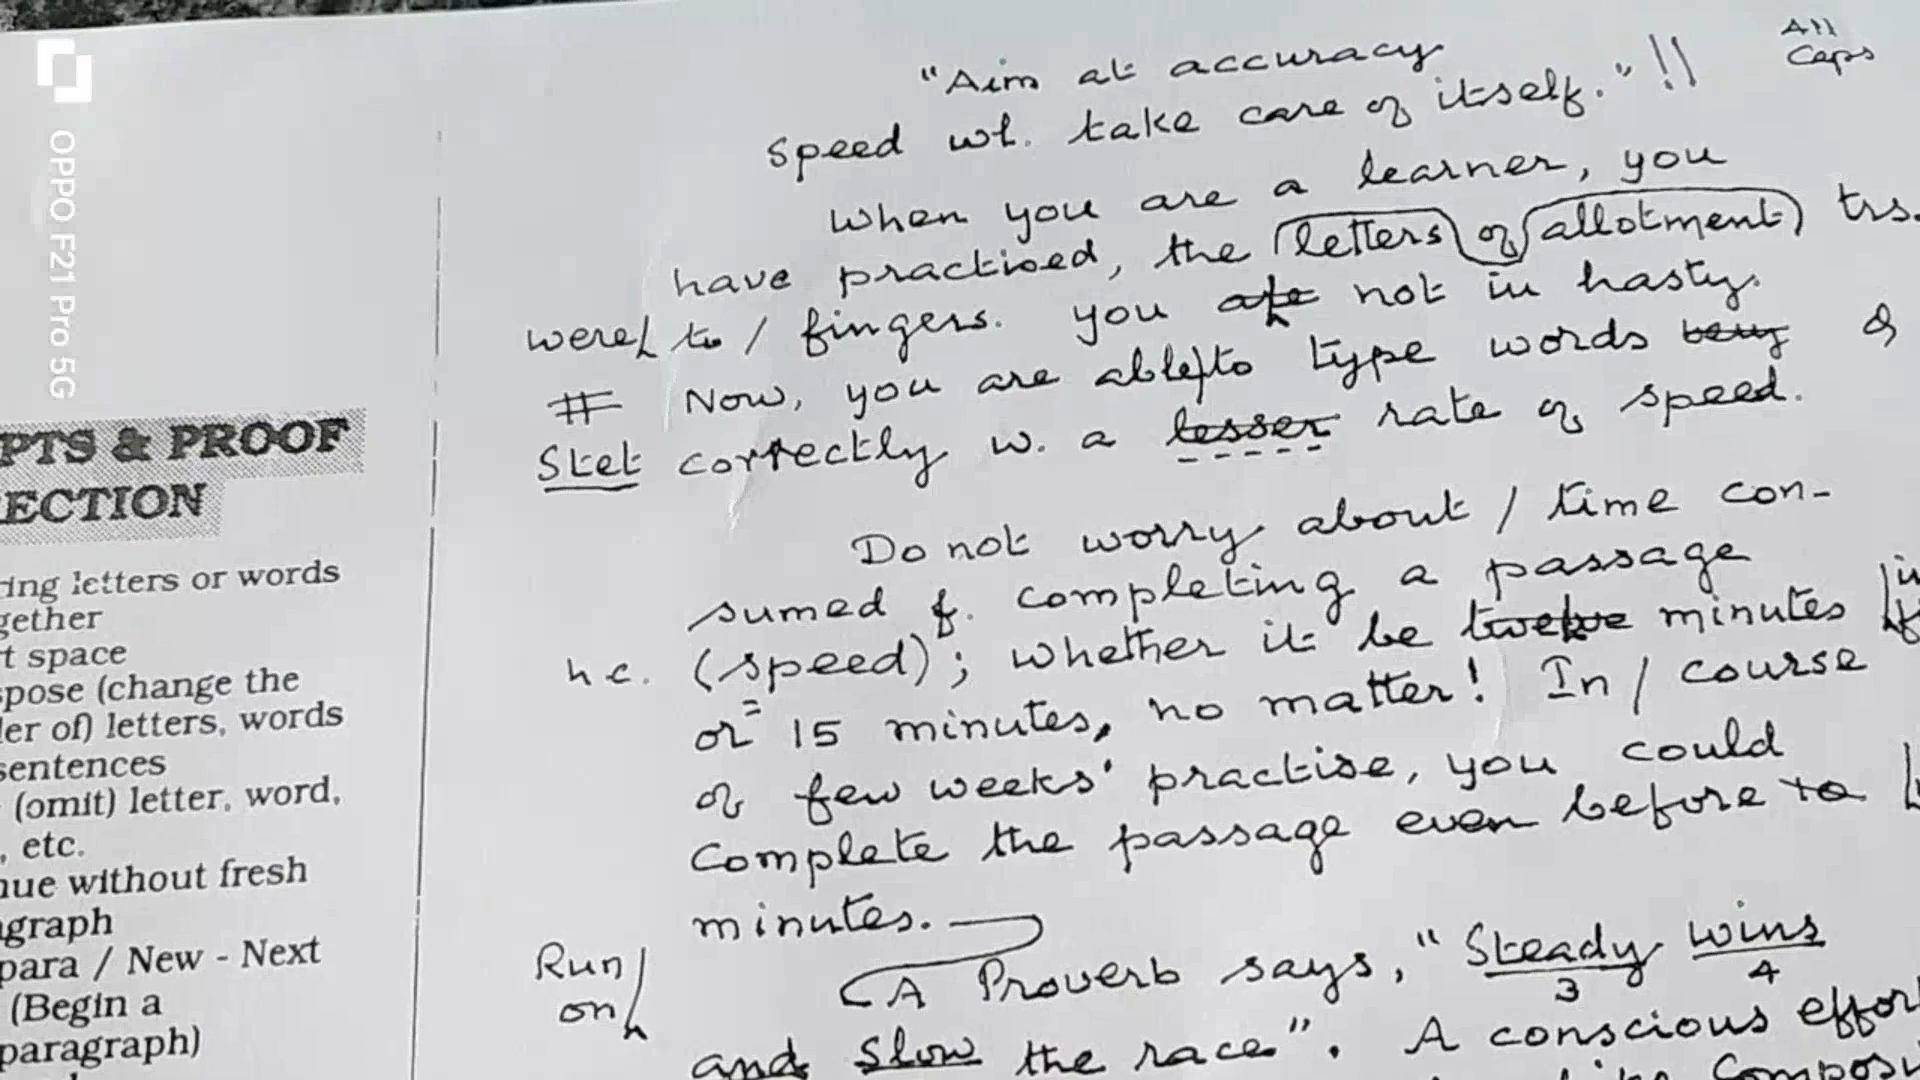 OPPO F21 Pro 5G
PTS & PROOF
ECTION
ring letters or words
gether
t space
spose (change the
der of) letters, words
sentences
(omit) letter, word,
, etc.
nue without fresh
agraph
para / New - Next
(Begin a
paragraph)
"Aim at accuracy
All Caps
speed wl. take care of itself." !!
When you are a learner, you
have practised, the letters of allotment trs.
were to / fingers. you are not in hasty.
# Now, you are able to type words being
Stet correctly w. a lesser rate of speed.
Do not worry about / time con-
sumed f. completing a passage
h c. (speed); whether it be twelve minutes
or = 15 minutes, no matter! In / course
of few weeks' practise, you could
complete the passage even before to
minutes.
Run on
A Proverb says, "Steady wins
3 4
and slow the race". A conscious effort